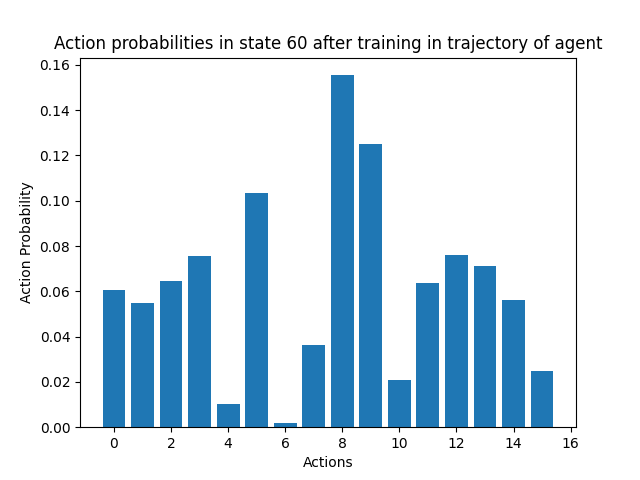 Action probabilities in state 60 after training in trajectory of agent
0.16
0.14
0.12
0.10
0.08
0.06
0.04
0.02
0.00
Action Probability
0 2 4 6 8 10 12 14 16
Actions